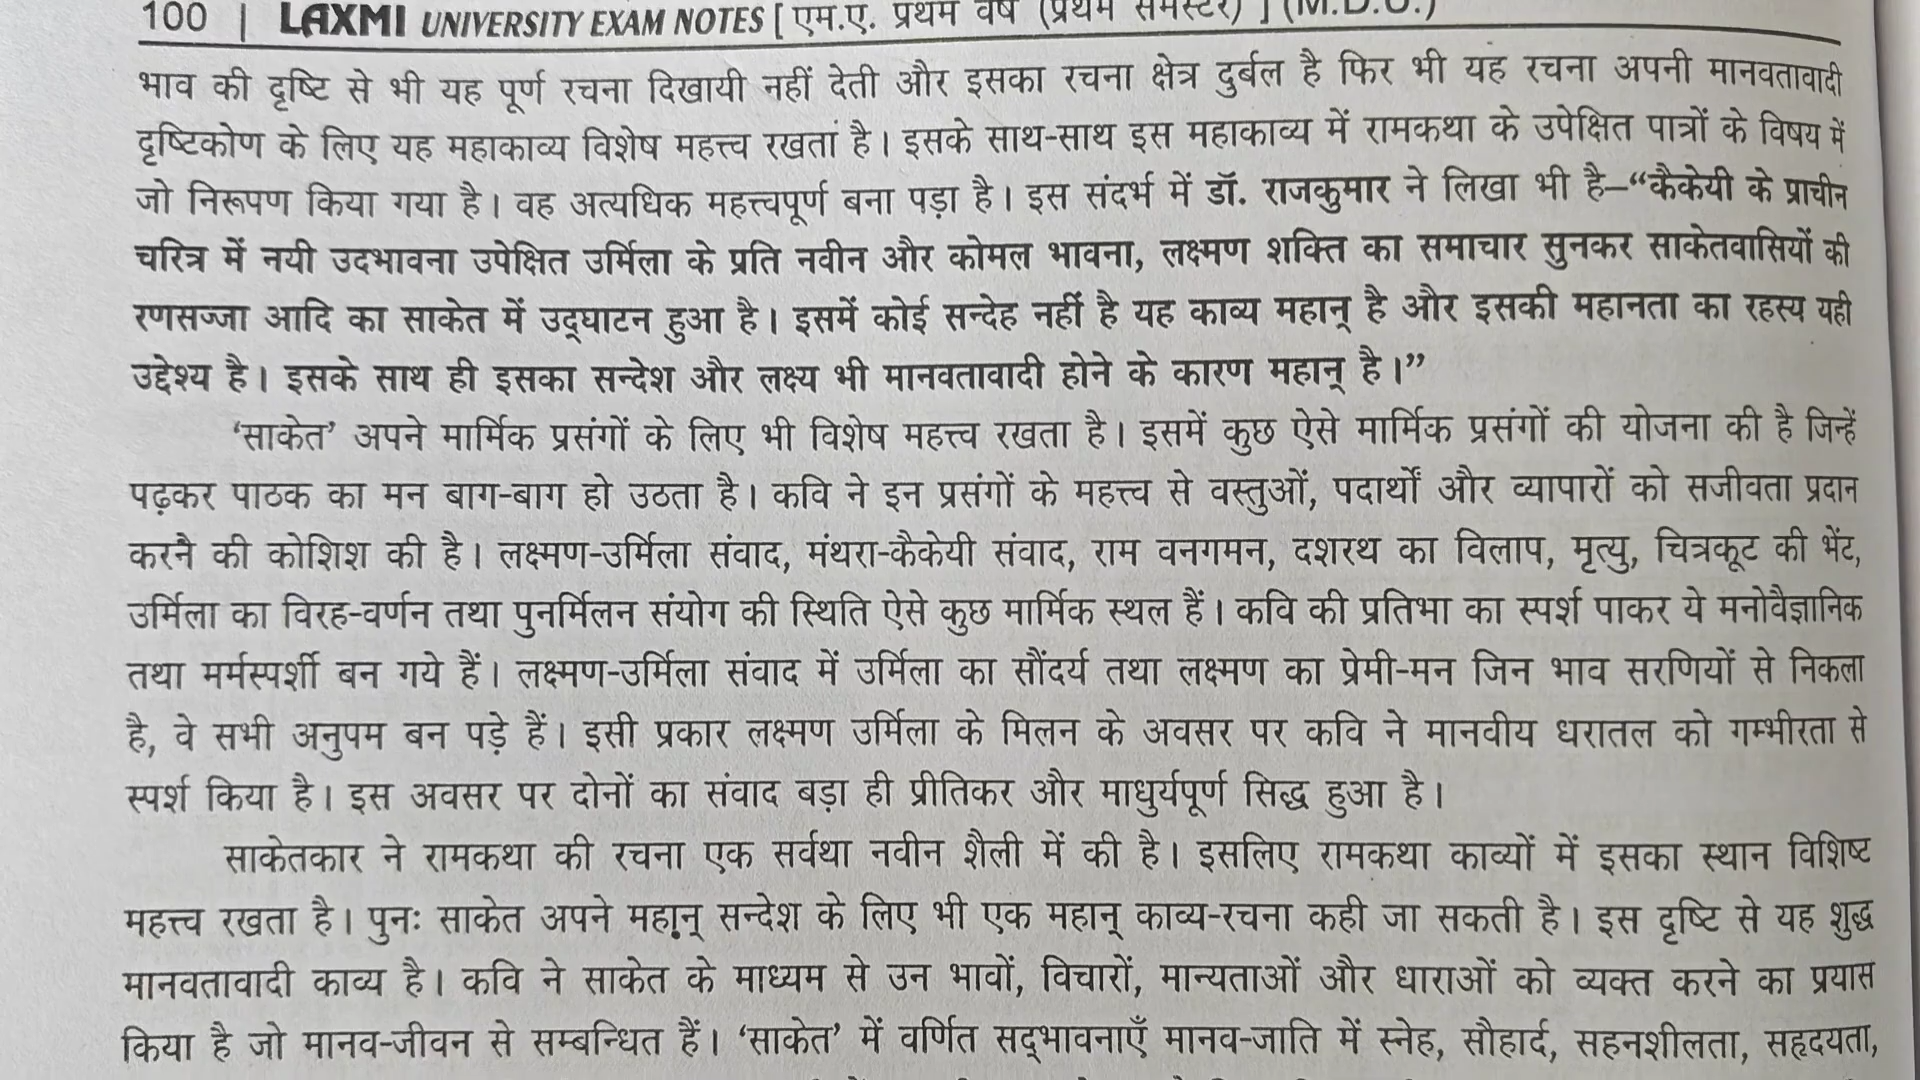 100 | LAXMI UNIVERSITY EXAM NOTES [ एम.ए. प्रथम वर्ष (प्रथम समेस्टर) ] (M.D.U.)
भाव की दृष्टि से भी यह पूर्ण रचना दिखायी नहीं देती और इसका रचना क्षेत्र दुर्बल है फिर भी यह रचना अपनी मानवतावादी
दृष्टिकोण के लिए यह महाकाव्य विशेष महत्त्व रखतां है। इसके साथ-साथ इस महाकाव्य में रामकथा के उपेक्षित पात्रों के विषय में
जो निरूपण किया गया है। वह अत्यधिक महत्त्वपूर्ण बना पड़ा है। इस संदर्भ में डॉ. राजकुमार ने लिखा भी है–“कैकेयी के प्राचीन
चरित्र में नयी उदभावना उपेक्षित उर्मिला के प्रति नवीन और कोमल भावना, लक्ष्मण शक्ति का समाचार सुनकर साकेतवासियों की
रणसज्जा आदि का साकेत में उद्‌घाटन हुआ है। इसमें कोई सन्देह नहीं है यह काव्य महान् है और इसकी महानता का रहस्य यही
उद्देश्य है। इसके साथ ही इसका सन्देश और लक्ष्य भी मानवतावादी होने के कारण महान् है।”
‘साकेत’ अपने मार्मिक प्रसंगों के लिए भी विशेष महत्त्व रखता है। इसमें कुछ ऐसे मार्मिक प्रसंगों की योजना की है जिन्हें
पढ़कर पाठक का मन बाग-बाग हो उठता है। कवि ने इन प्रसंगों के महत्त्व से वस्तुओं, पदार्थों और व्यापारों को सजीवता प्रदान
करनै की कोशिश की है। लक्ष्मण-उर्मिला संवाद, मंथरा-कैकेयी संवाद, राम वनगमन, दशरथ का विलाप, मृत्यु, चित्रकूट की भेंट,
उर्मिला का विरह-वर्णन तथा पुनर्मिलन संयोग की स्थिति ऐसे कुछ मार्मिक स्थल हैं। कवि की प्रतिभा का स्पर्श पाकर ये मनोवैज्ञानिक
तथा मर्मस्पर्शी बन गये हैं। लक्ष्मण-उर्मिला संवाद में उर्मिला का सौंदर्य तथा लक्ष्मण का प्रेमी-मन जिन भाव सरणियों से निकला
है, वे सभी अनुपम बन पड़े हैं। इसी प्रकार लक्ष्मण उर्मिला के मिलन के अवसर पर कवि ने मानवीय धरातल को गम्भीरता से
स्पर्श किया है। इस अवसर पर दोनों का संवाद बड़ा ही प्रीतिकर और माधुर्यपूर्ण सिद्ध हुआ है।
साकेतकार ने रामकथा की रचना एक सर्वथा नवीन शैली में की है। इसलिए रामकथा काव्यों में इसका स्थान विशिष्ट
महत्त्व रखता है। पुनः साकेत अपने महान् सन्देश के लिए भी एक महान् काव्य-रचना कही जा सकती है। इस दृष्टि से यह शुद्ध
मानवतावादी काव्य है। कवि ने साकेत के माध्यम से उन भावों, विचारों, मान्यताओं और धाराओं को व्यक्त करने का प्रयास
किया है जो मानव-जीवन से सम्बन्धित हैं। ‘साकेत’ में वर्णित सद्‌भावनाएँ मानव-जाति में स्नेह, सौहार्द, सहनशीलता, सहृदयता,